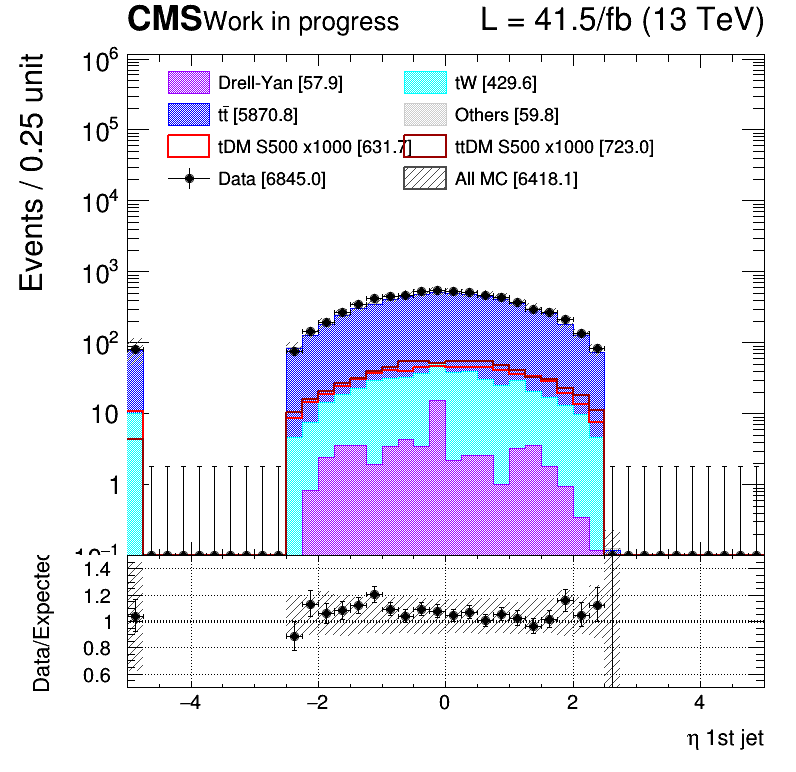 CMS Work in progress L = 41.5/fb (13 TeV)
Events / 0.25 unit
10⁶
10⁵
10⁴
10³
10²
10
1
10⁻¹
Drell-Yan [57.9] tW [429.6]
tt̄ [5870.8] Others [59.8]
tDM S500 x1000 [631.7] ttDM S500 x1000 [723.0]
Data [6845.0] All MC [6418.1]
Data/Expected
1.4
1.2
1
0.8
0.6
−4 −2 0 2 4
η 1st jet